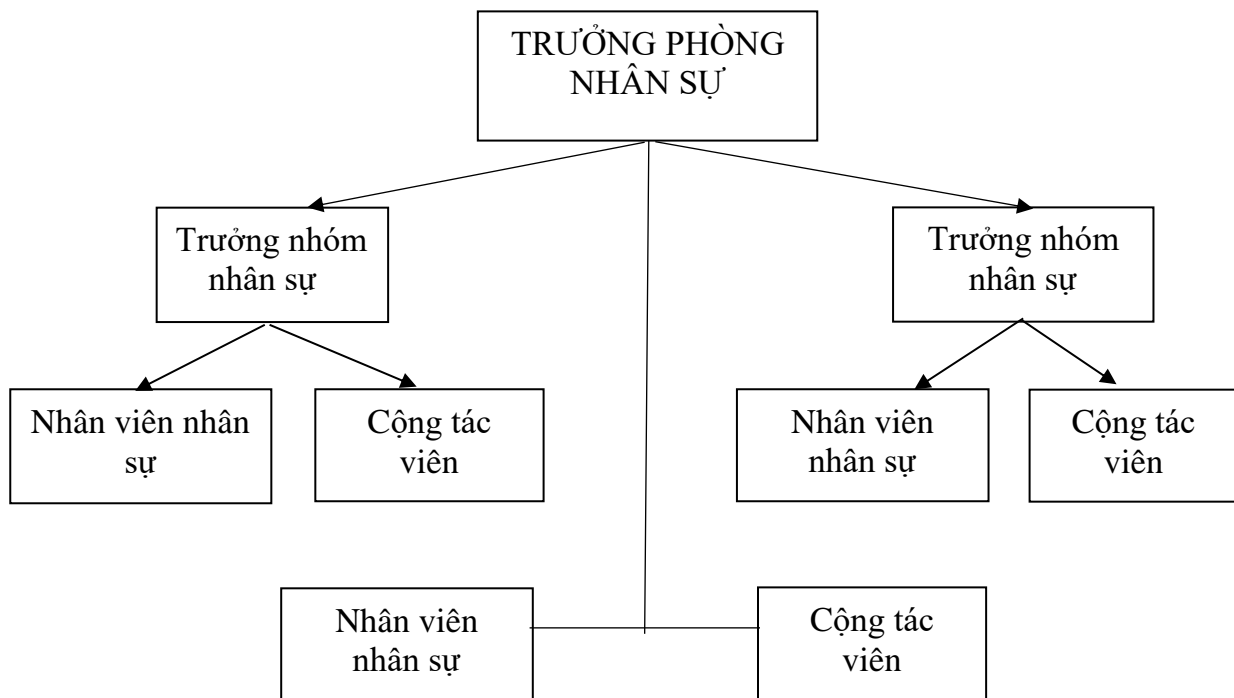 TRƯỞNG PHÒNG
NHÂN SỰ
Trưởng nhóm
nhân sự
Trưởng nhóm
nhân sự
Nhân viên nhân
sự
Cộng tác
viên
Nhân viên
nhân sự
Cộng tác
viên
Nhân viên
nhân sự
Cộng tác
viên